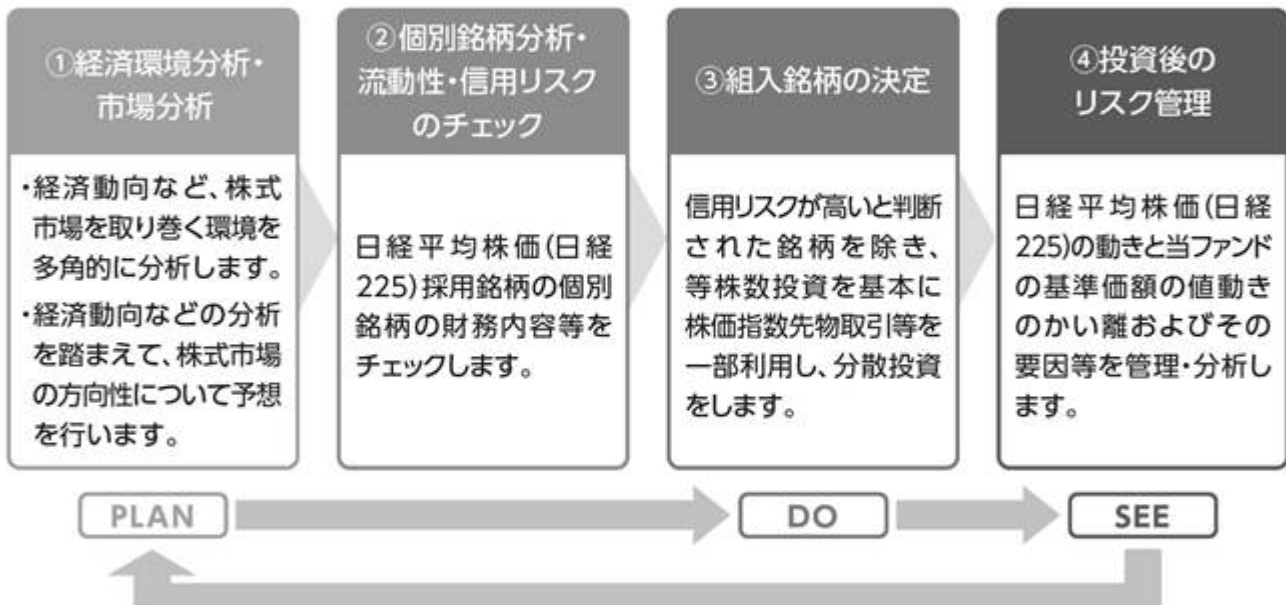 ①経済環境分析・
市場分析
・経済動向など、株式
市場を取り巻く環境を
多角的に分析します。
・経済動向などの分析
を踏まえて、株式市場
の方向性について予想
を行います。
②個別銘柄分析・
流動性・信用リスク
のチェック
日経平均株価(日経
225)採用銘柄の個別
銘柄の財務内容等を
チェックします。
③組入銘柄の決定
信用リスクが高いと判断
された銘柄を除き、
等株数投資を基本に
株価指数先物取引等を
一部利用し、分散投資
をします。
④投資後の
リスク管理
日経平均株価(日経
225)の動きと当ファンド
の基準価額の値動き
のかい離およびその
要因等を管理・分析し
ます。
PLAN
DO
SEE